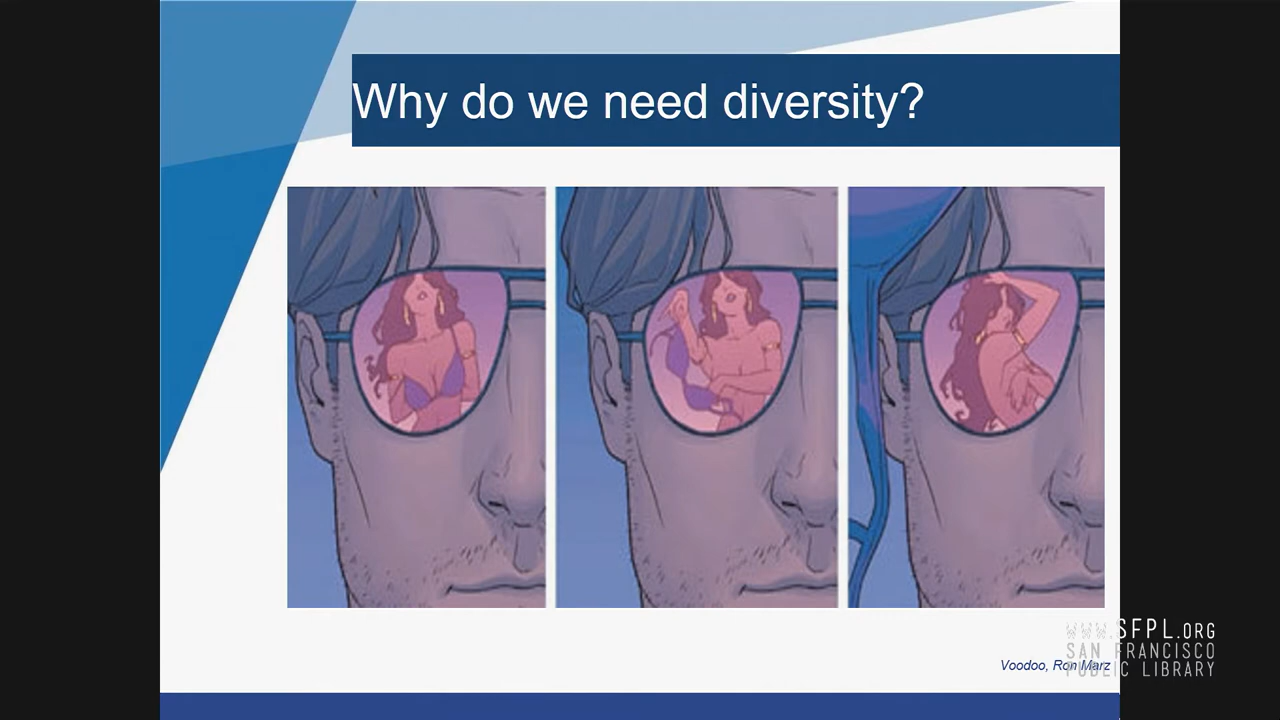 Why do we need diversity?
WWW.SFPL.ORG
SAN FRANCISCO
Voodoo, Ron Marz
PUBLIC LIBRARY